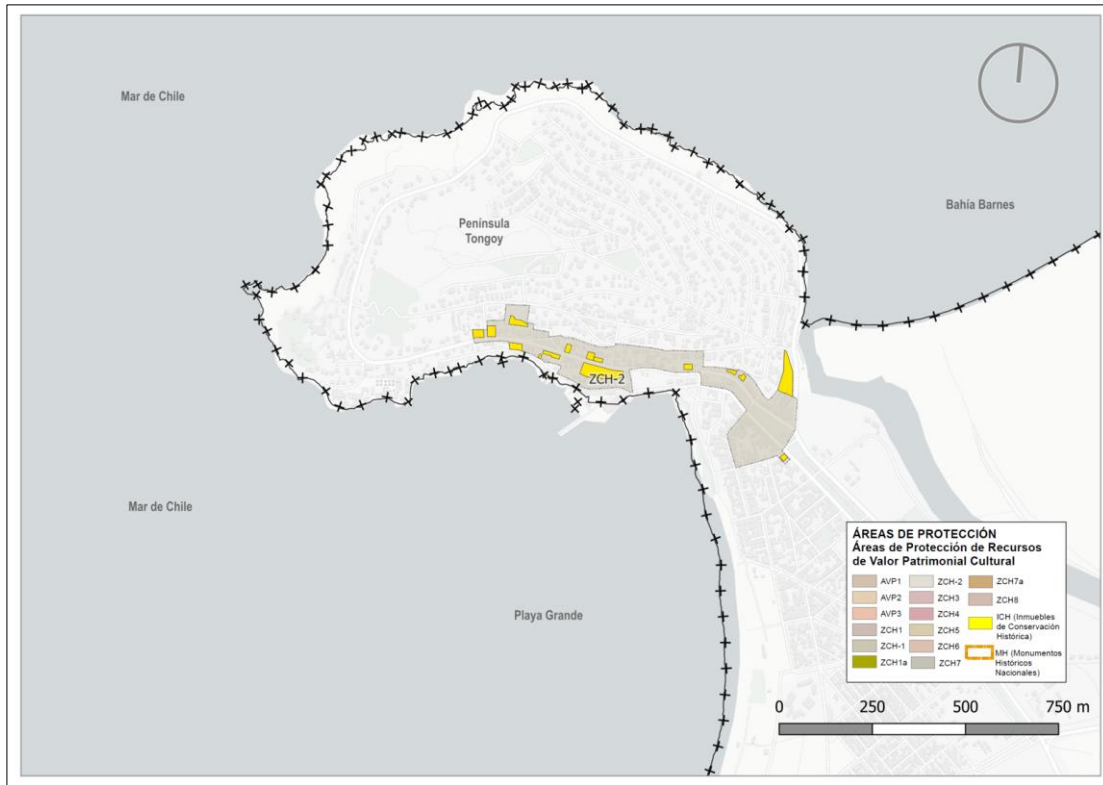 Mar de Chile
Bahía Barnes
Península
Tongoy
ZCH-2
Mar de Chile
Playa Grande
ÁREAS DE PROTECCIÓN
Áreas de Protección de Recursos
de Valor Patrimonial Cultural
AVP1
AVP2
AVP3
ZCH1
ZCH-1
ZCH1a
ZCH-2
ZCH3
ZCH4
ZCH5
ZCH6
ZCH7
ZCH7a
ZCH8
ICH (Inmuebles
de Conservación
Histórica)
MH (Monumentos
Históricos
Nacionales)
0 250 500 750 m